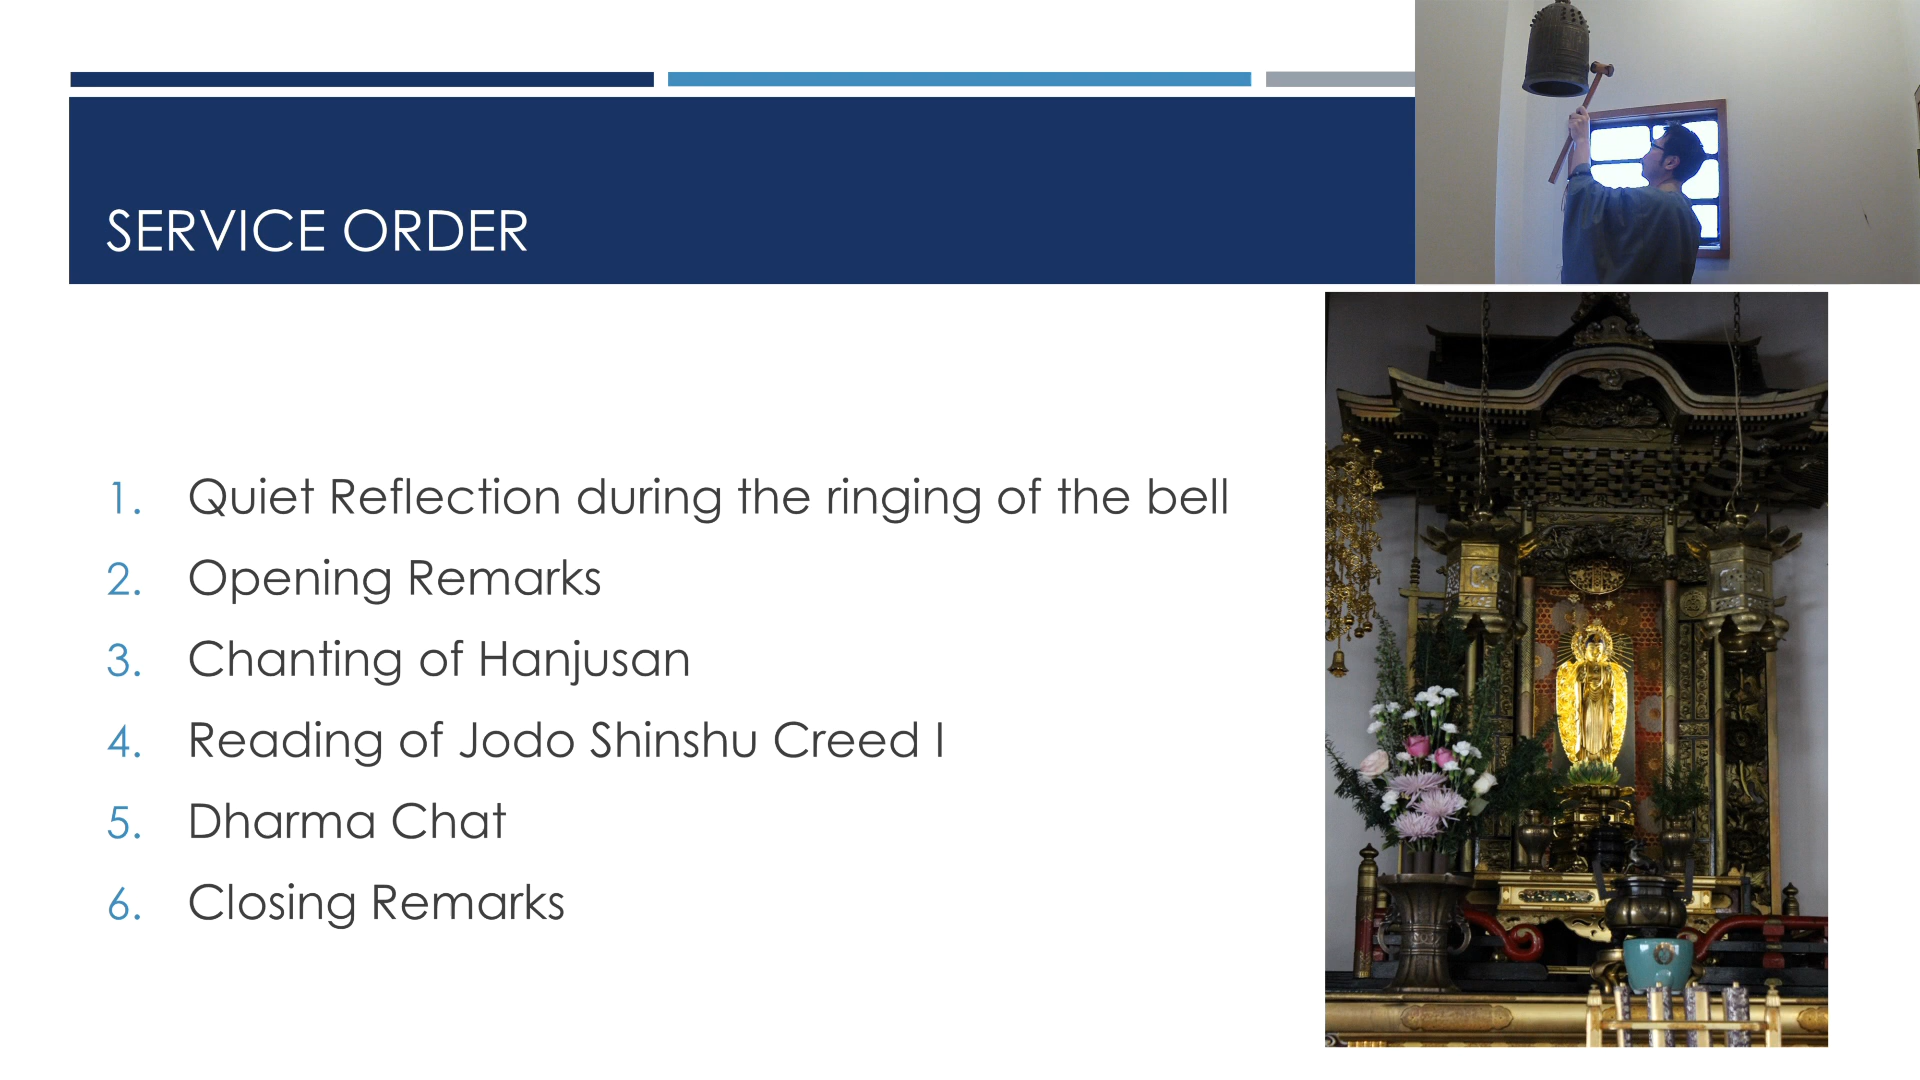 SERVICE ORDER
1. Quiet Reflection during the ringing of the bell
2. Opening Remarks
3. Chanting of Hanjusan
4. Reading of Jodo Shinshu Creed I
5. Dharma Chat
6. Closing Remarks